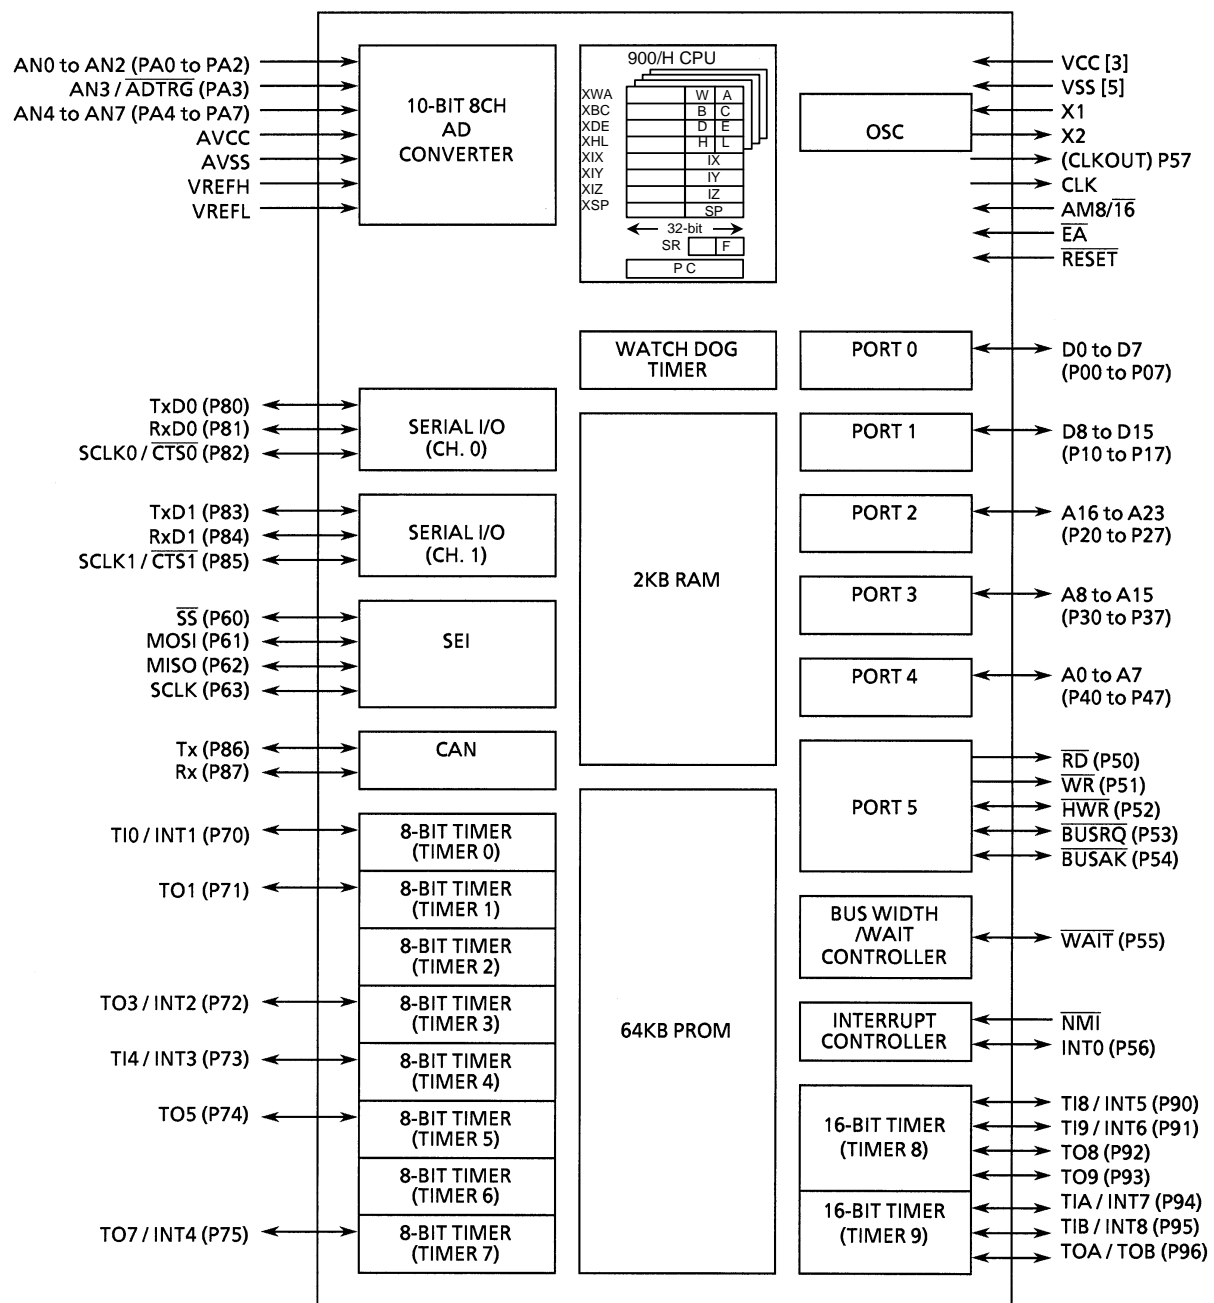 AN0 to AN2 (PA0 to PA2)
AN3 / ADTRG (PA3)
AN4 to AN7 (PA4 to PA7)
AVCC
AVSS
VREFH
VREFL
10-BIT 8CH
AD
CONVERTER
900/H CPU
XWA
W A
XBC
B C
XDE
D E
XHL
H L
XIX
IX
XIY
IY
XIZ
IZ
XSP
SP
32-bit
SR
F
P C
OSC
VCC [3]
VSS [5]
X1
X2
(CLKOUT) P57
CLK
AM8/16
EA
RESET
WATCH DOG
TIMER
PORT 0
D0 to D7
(P00 to P07)
TxD0 (P80)
RxD0 (P81)
SCLK0 / CTS0 (P82)
SERIAL I/O
(CH. 0)
PORT 1
D8 to D15
(P10 to P17)
TxD1 (P83)
RxD1 (P84)
SCLK1 / CTS1 (P85)
SERIAL I/O
(CH. 1)
2KB RAM
PORT 2
A16 to A23
(P20 to P27)
SS (P60)
MOSI (P61)
MISO (P62)
SCLK (P63)
SEI
PORT 3
A8 to A15
(P30 to P37)
PORT 4
A0 to A7
(P40 to P47)
Tx (P86)
Rx (P87)
CAN
PORT 5
RD (P50)
WR (P51)
HWR (P52)
BUSRQ (P53)
BUSAK (P54)
TI0 / INT1 (P70)
8-BIT TIMER
(TIMER 0)
TO1 (P71)
8-BIT TIMER
(TIMER 1)
8-BIT TIMER
(TIMER 2)
TO3 / INT2 (P72)
8-BIT TIMER
(TIMER 3)
TI4 / INT3 (P73)
8-BIT TIMER
(TIMER 4)
TO5 (P74)
8-BIT TIMER
(TIMER 5)
8-BIT TIMER
(TIMER 6)
TO7 / INT4 (P75)
8-BIT TIMER
(TIMER 7)
64KB PROM
BUS WIDTH
/WAIT
CONTROLLER
WAIT (P55)
INTERRUPT
CONTROLLER
NMI
INT0 (P56)
16-BIT TIMER
(TIMER 8)
TI8 / INT5 (P90)
TI9 / INT6 (P91)
TO8 (P92)
TO9 (P93)
16-BIT TIMER
(TIMER 9)
TIA / INT7 (P94)
TIB / INT8 (P95)
TOA / TOB (P96)